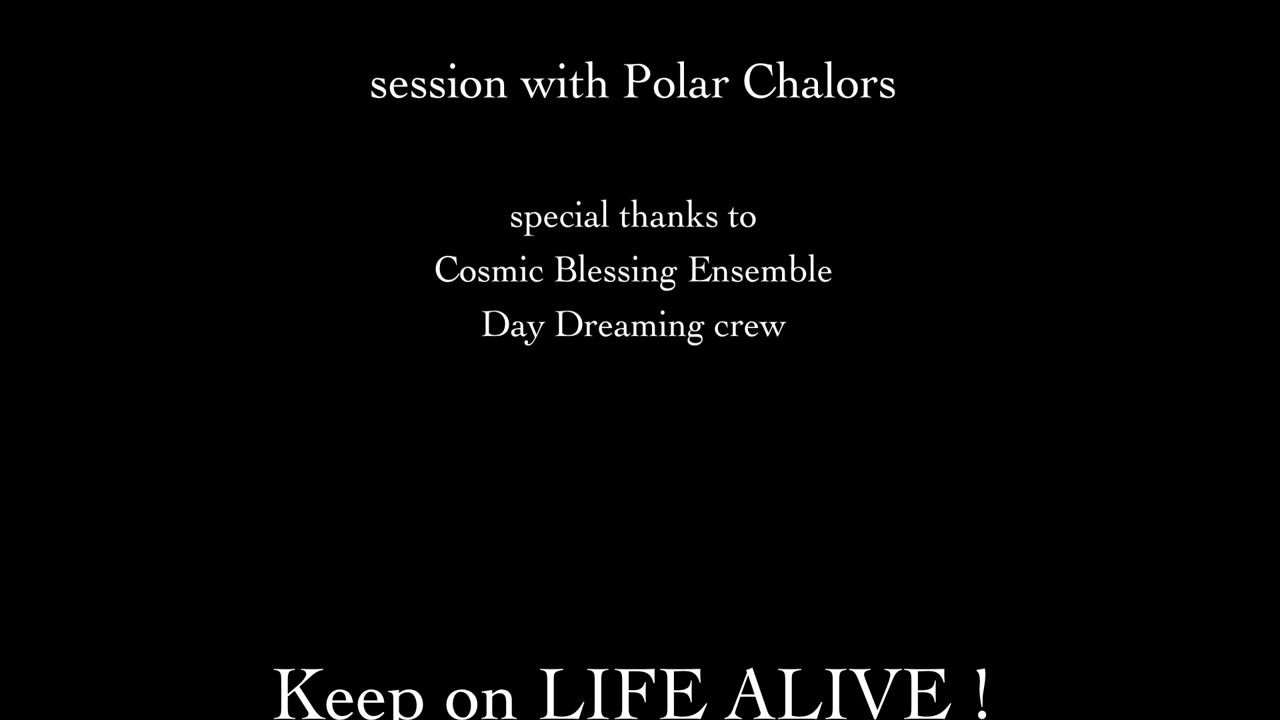 session with Polar Chalors
special thanks to
Cosmic Blessing Ensemble
Day Dreaming crew
Keep on LIFE ALIVE !